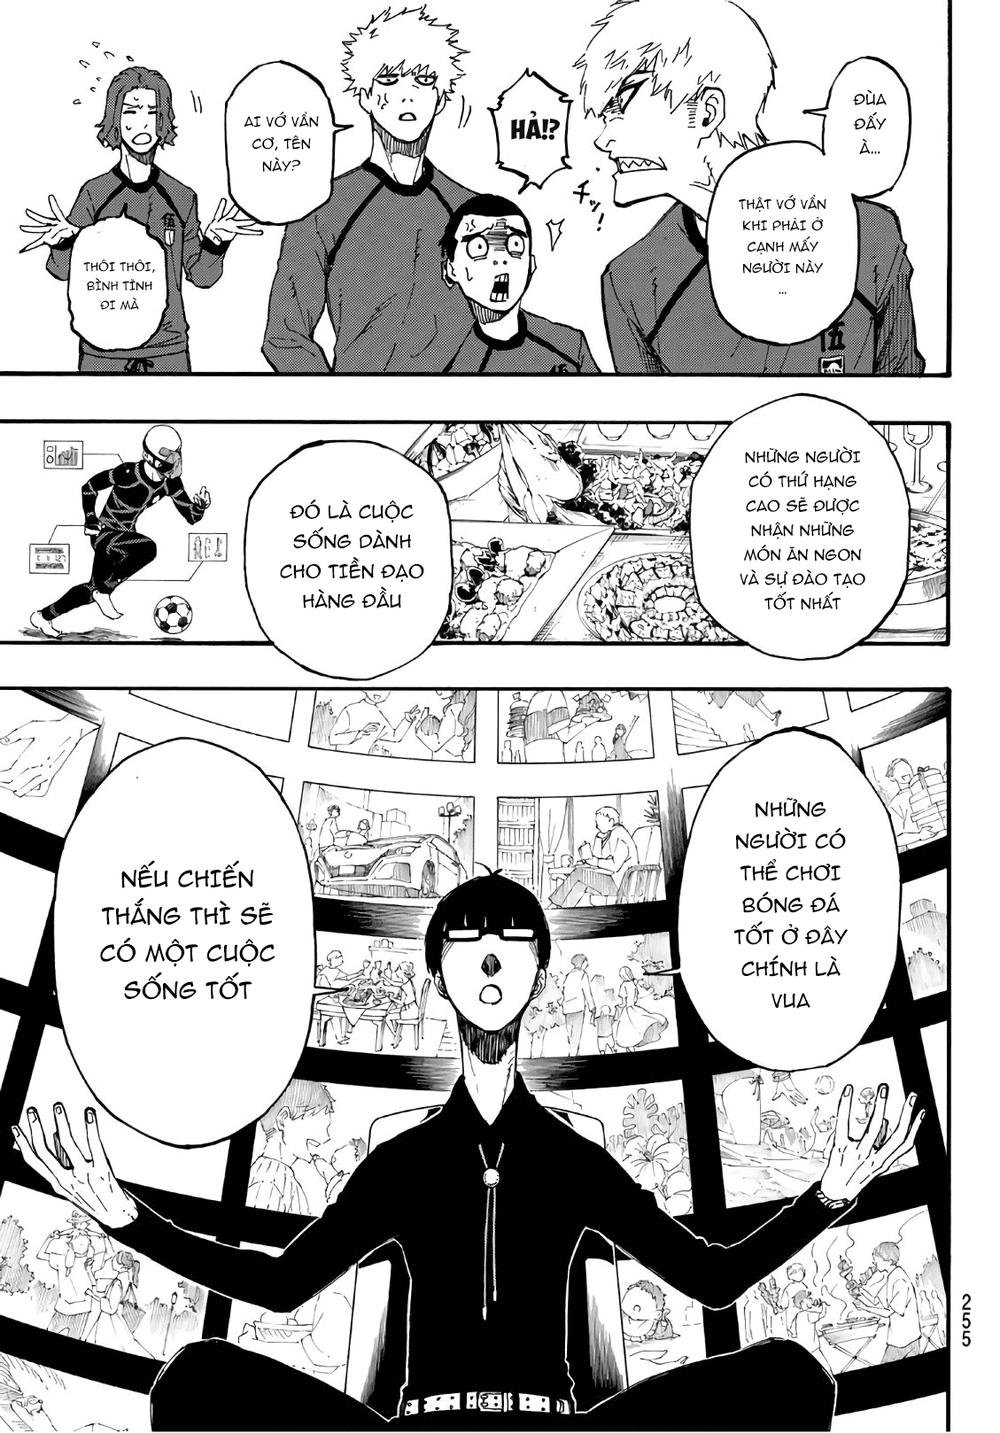 ĐÙA
ĐẤY
À...
THẬT VỚ VẨN
KHI PHẢI Ở
CẠNH MẤY
NGƯỜI NÀY
...
チッ!
伍
HẢ!?
AI VỚ VẨN
CƠ, TÊN
NÀY?
伍
THÔI THÔI,
BÌNH TĨNH
ĐI MÀ
NHỮNG NGƯỜI
CÓ THỨ HẠNG
CAO SẼ ĐƯỢC
NHẬN NHỮNG
MÓN ĂN NGON
VÀ SỰ ĐÀO TẠO
TỐT NHẤT
ĐÓ LÀ CUỘC
SỐNG DÀNH
CHO TIỀN ĐẠO
HÀNG ĐẦU
NHỮNG
NGƯỜI CÓ
THỂ CHƠI
BÓNG ĐÁ
TỐT Ở ĐÂY
CHÍNH LÀ
VUA
NẾU CHIẾN
THẮNG THÌ SẼ
CÓ MỘT CUỘC
SỐNG TỐT
255